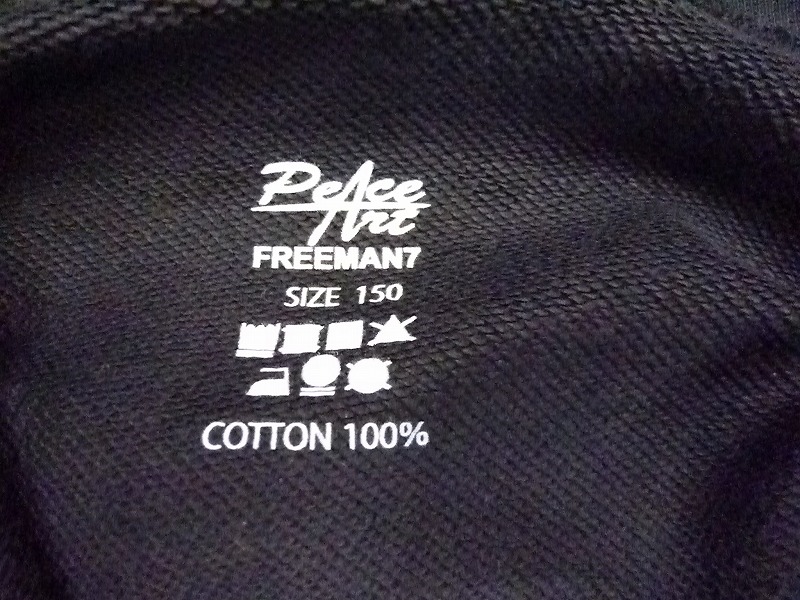 Peace
Art
FREEMAN7
SIZE 150
COTTON 100%